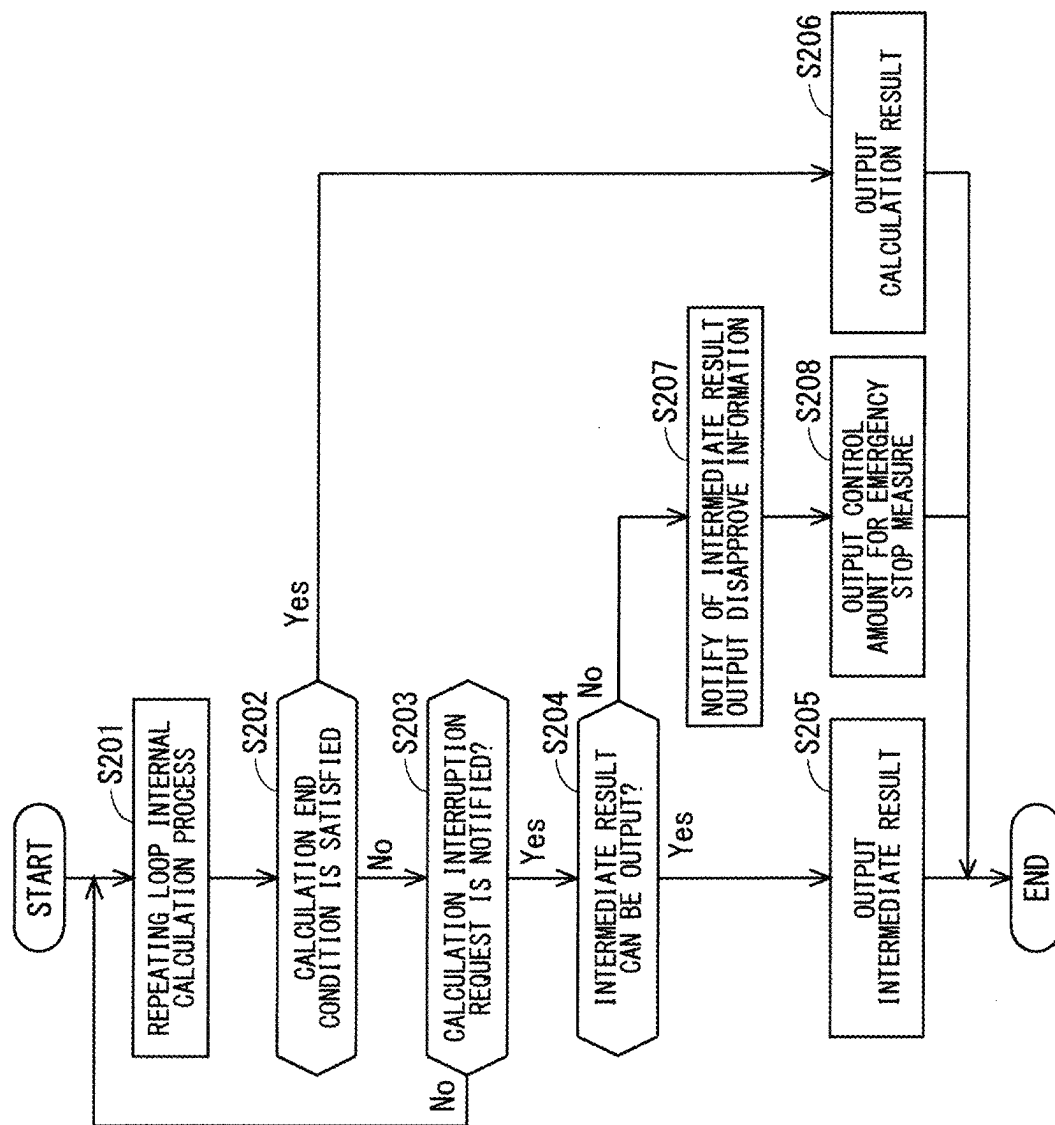 START
S201
REPEATING LOOP INTERNAL
CALCULATION PROCESS
S202
CALCULATION END
CONDITION IS SATISFIED
Yes
No
S203
CALCULATION INTERRUPTION
REQUEST IS NOTIFIED?
No
Yes
S204
INTERMEDIATE RESULT
CAN BE OUTPUT?
No
Yes
S207
NOTIFY OF INTERMEDIATE RESULT
OUTPUT DISAPPROVE INFORMATION
S205
OUTPUT
INTERMEDIATE RESULT
S208
OUTPUT CONTROL
AMOUNT FOR EMERGENCY
STOP MEASURE
S206
OUTPUT
CALCULATION RESULT
END